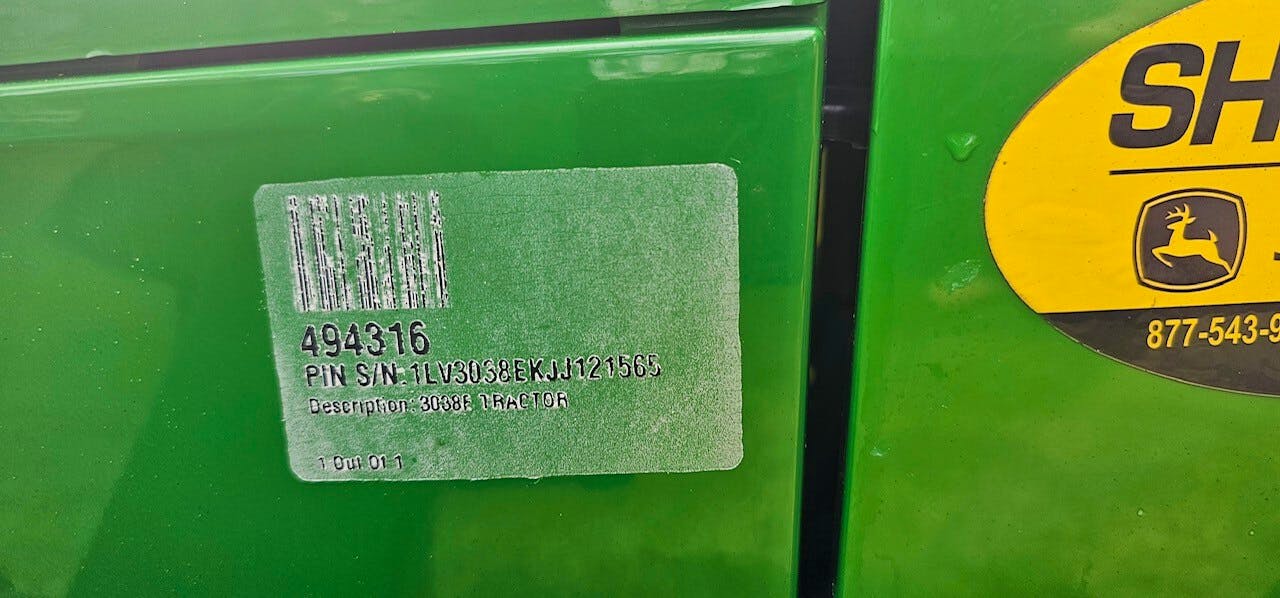 494316
PIN S/N: 1LV3038EKJJ121565
Description: 3038E TRACTOR
1 Out Of 1
SH
877-543-9